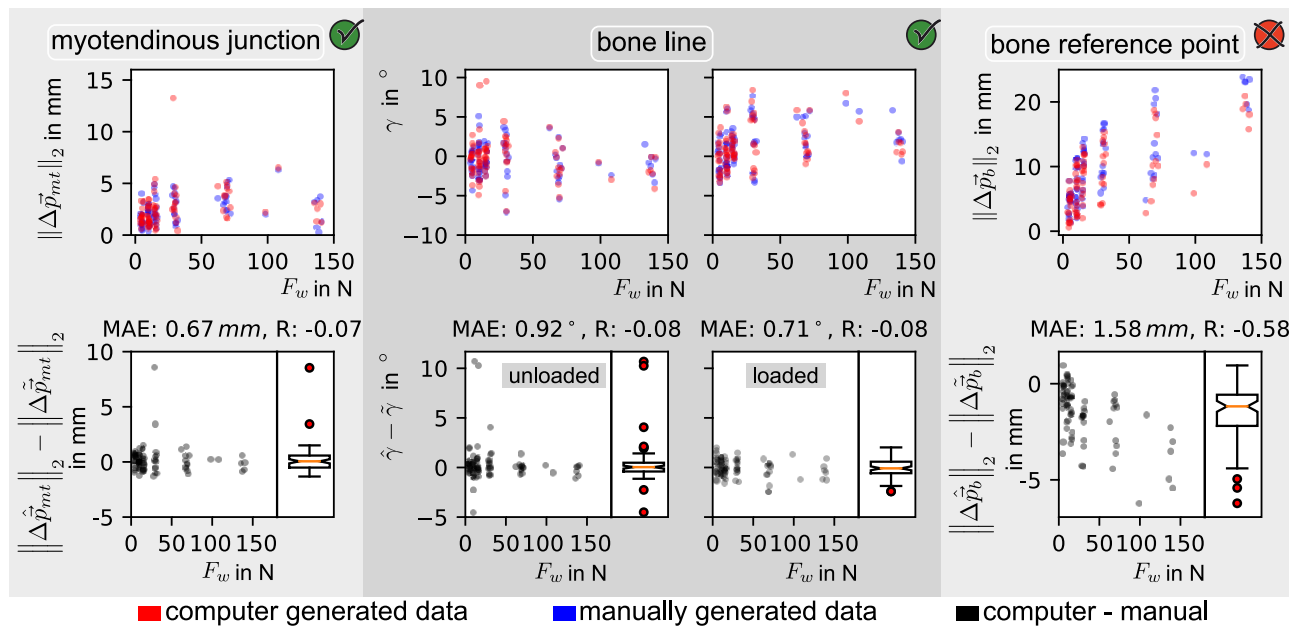 myotendinous junction
bone line
bone reference point
‖Δp⃗_mt‖₂ in mm
15
10
5
0
0 50 100 150
F_w in N
γ in °
10
5
0
−5
−10
0 50 100 150
F_w in N
0 50 100 150
F_w in N
‖Δp⃗_b‖₂ in mm
20
10
0
0 50 100 150
F_w in N
MAE: 0.67 mm, R: -0.07
MAE: 0.92 °, R: -0.08
MAE: 0.71 °, R: -0.08
MAE: 1.58 mm, R: -0.58
‖Δp̂⃗_mt‖₂ − ‖Δp̃⃗_mt‖₂
in mm
10
5
0
-5
0 50 100 150
F_w in N
γ̂ − γ̃ in °
10
5
0
−5
unloaded
0 50 100 150
F_w in N
loaded
0 50 100 150
F_w in N
‖Δp̂⃗_b‖₂ − ‖Δp̃⃗_b‖₂
in mm
0
−5
0 50 100 150
F_w in N
computer generated data
manually generated data
computer - manual